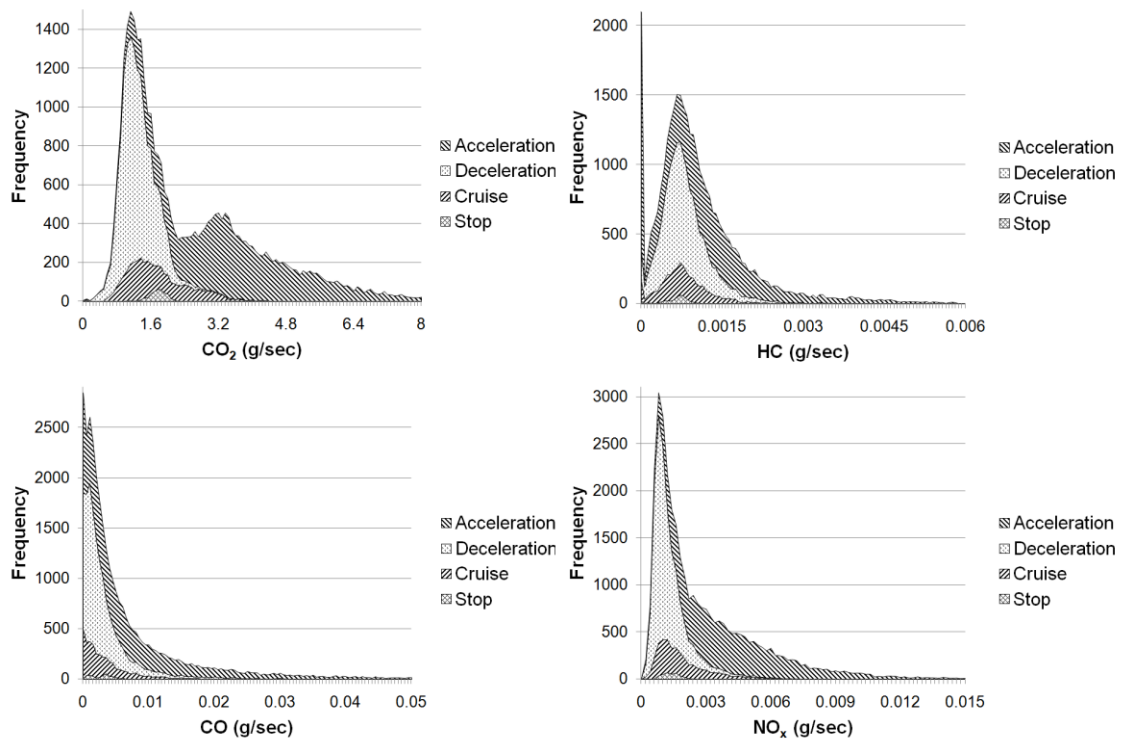 1400
1200
1000
800
600
400
200
0
Frequency
0 1.6 3.2 4.8 6.4 8
CO2 (g/sec)
Acceleration
Deceleration
Cruise
Stop
2000
1500
1000
500
0
Frequency
0 0.0015 0.003 0.0045 0.006
HC (g/sec)
Acceleration
Deceleration
Cruise
Stop
2500
2000
1500
1000
500
0
Frequency
0 0.01 0.02 0.03 0.04 0.05
CO (g/sec)
Acceleration
Deceleration
Cruise
Stop
3000
2500
2000
1500
1000
500
0
Frequency
0 0.003 0.006 0.009 0.012 0.015
NOx (g/sec)
Acceleration
Deceleration
Cruise
Stop